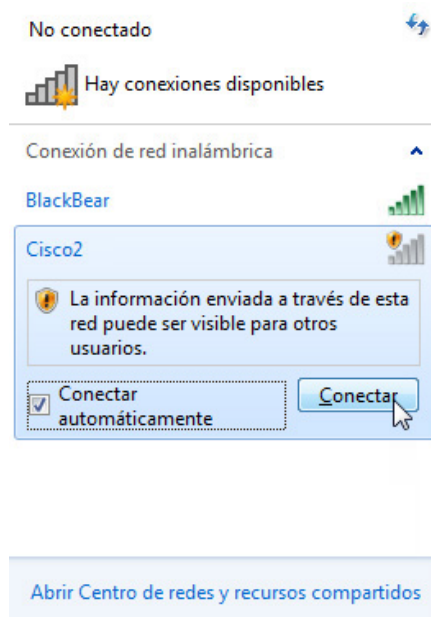 No conectado
Hay conexiones disponibles
Conexión de red inalámbrica
BlackBear
Cisco2
La información enviada a través de esta
red puede ser visible para otros
usuarios.
Conectar
automáticamente
Conectar
Abrir Centro de redes y recursos compartidos